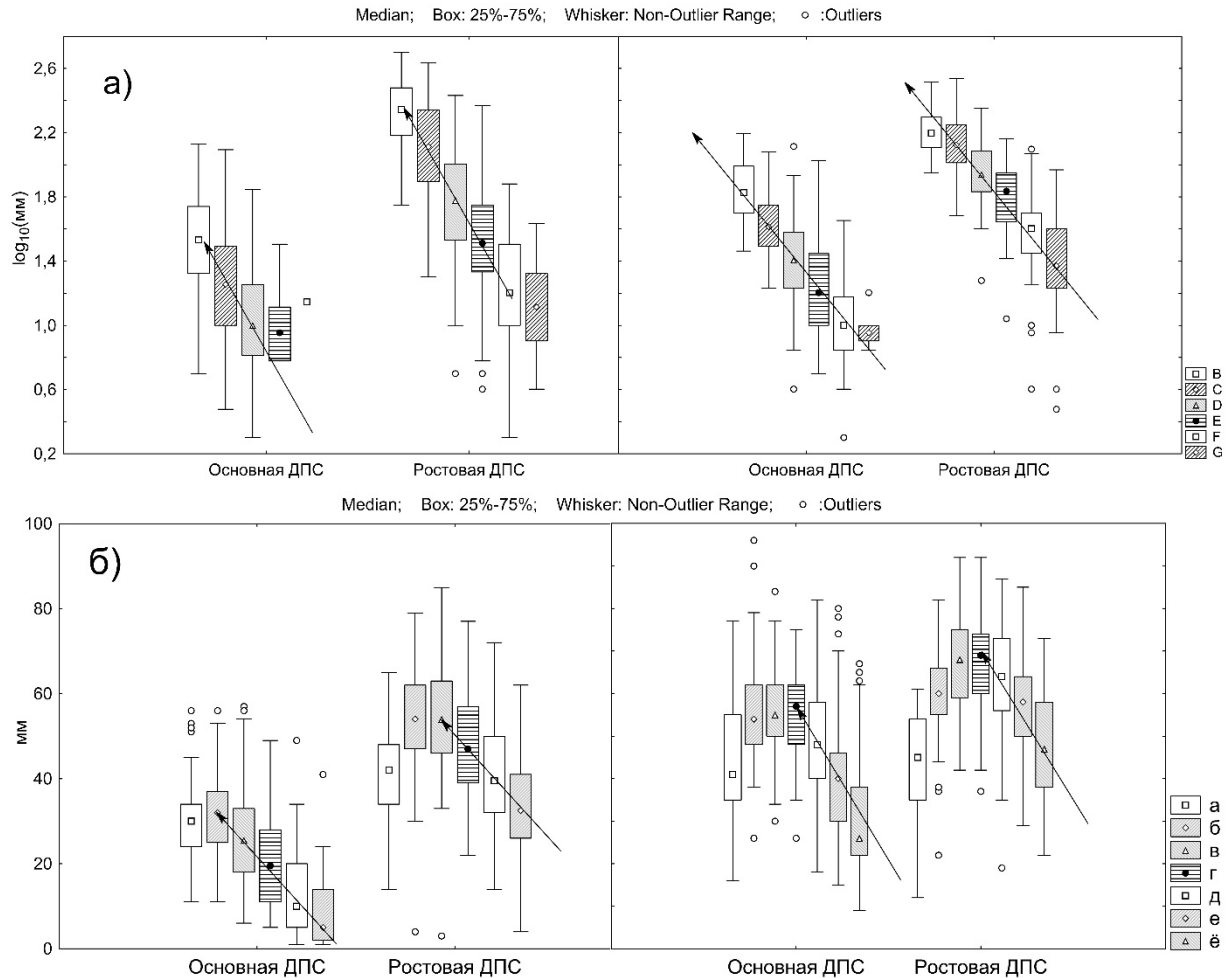 Median; Box: 25%-75%; Whisker: Non-Outlier Range; ○ :Outliers
а)
log10(мм)
2,6
2,2
1,8
1,4
1,0
0,6
0,2
Основная ДПС Ростовая ДПС Основная ДПС Ростовая ДПС
B
C
D
E
F
G
Median; Box: 25%-75%; Whisker: Non-Outlier Range; ○ :Outliers
б)
мм
100
80
60
40
20
0
Основная ДПС Ростовая ДПС Основная ДПС Ростовая ДПС
а
б
в
г
д
е
ё